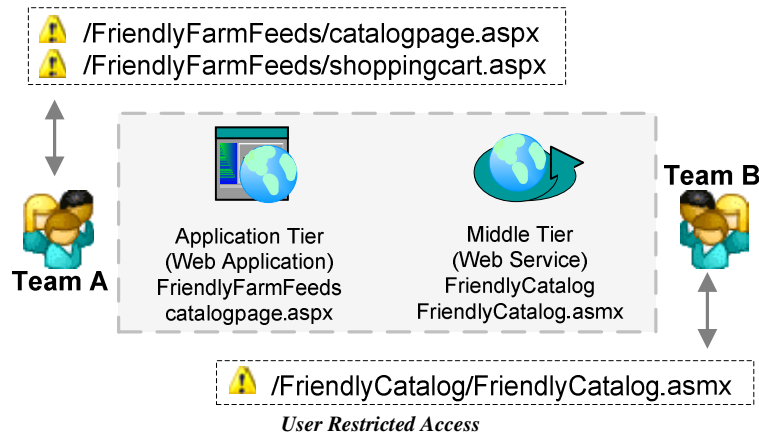 /FriendlyFarmFeeds/catalogpage.aspx
/FriendlyFarmFeeds/shoppingcart.aspx
Team A
Application Tier
(Web Application)
FriendlyFarmFeeds
catalogpage.aspx
Middle Tier
(Web Service)
FriendlyCatalog
FriendlyCatalog.asmx
Team B
/FriendlyCatalog/FriendlyCatalog.asmx
User Restricted Access